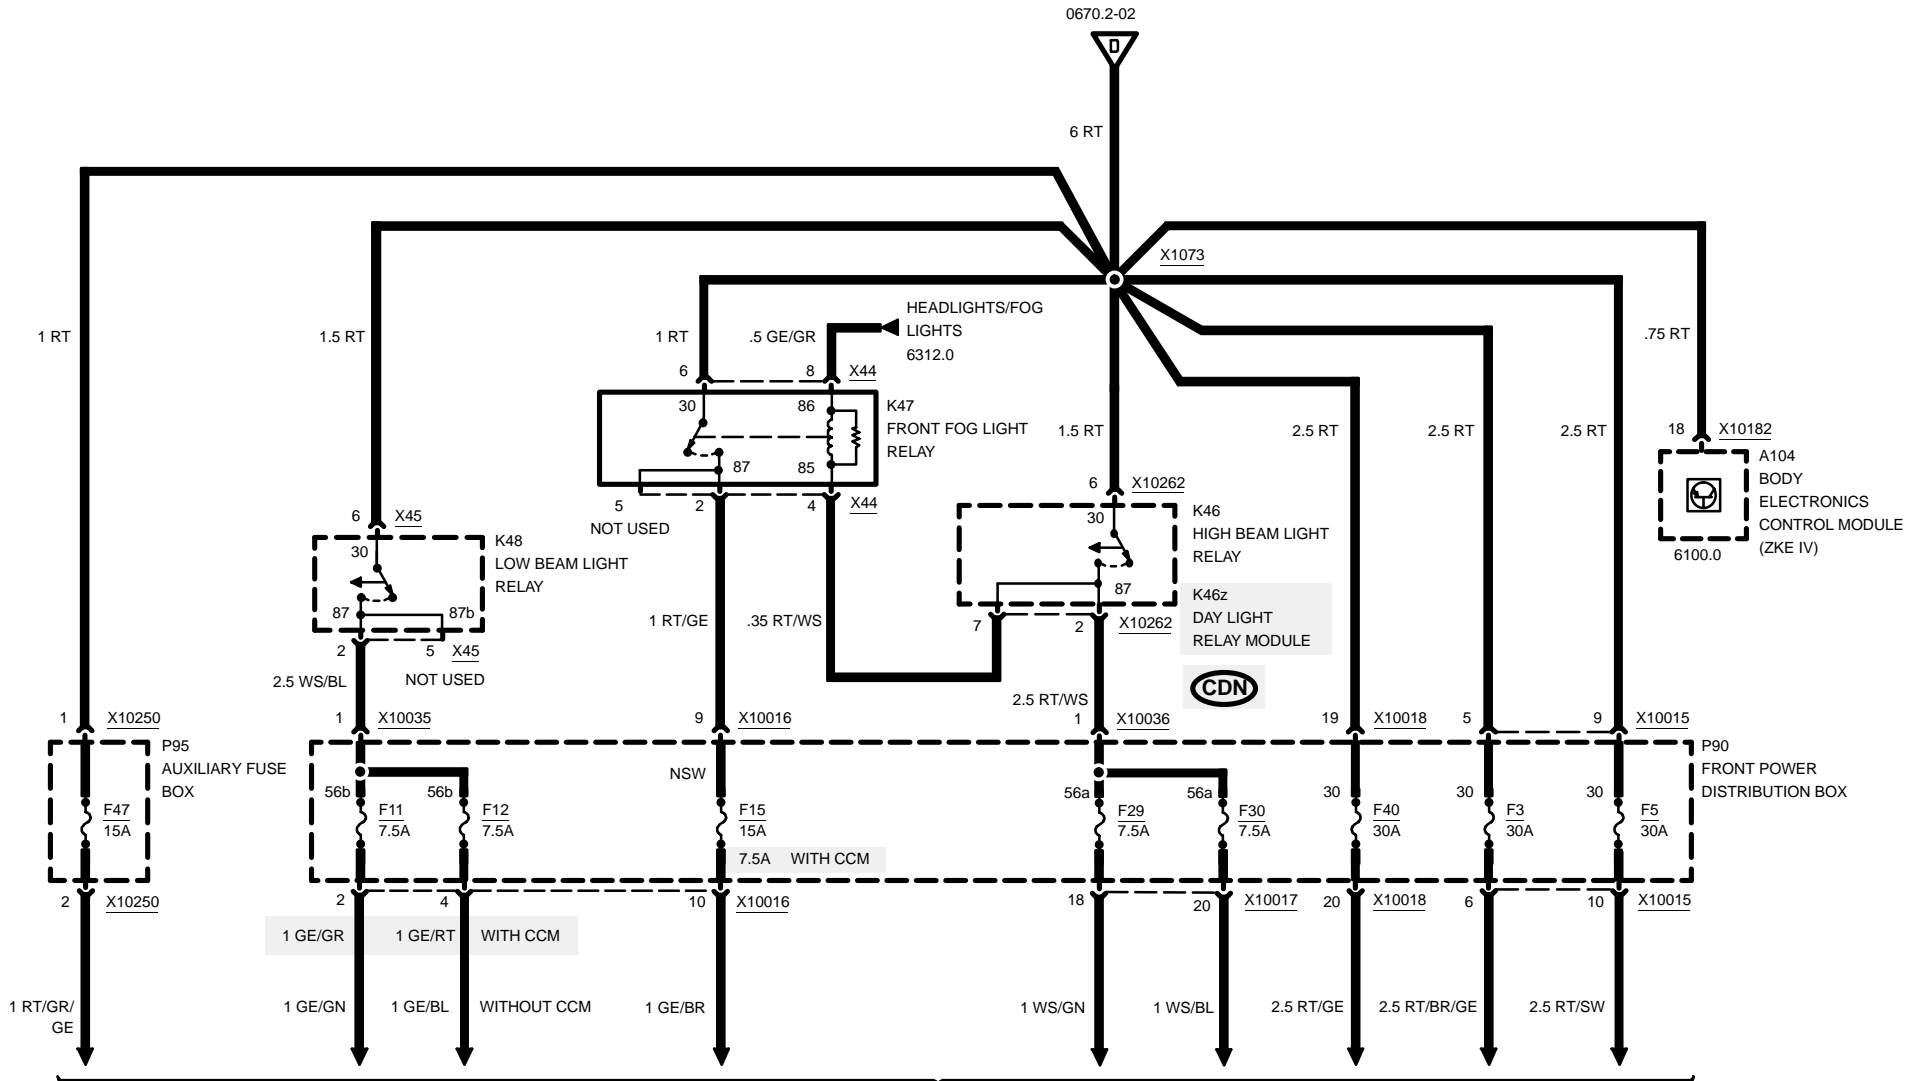 0670.2-02
D
6 RT
X1073
HEADLIGHTS/FOG
LIGHTS
6312.0
1 RT
1.5 RT
1 RT
.5 GE/GR
.75 RT
6
8
X44
30
86
K47
FRONT FOG LIGHT
RELAY
87
85
5
2
4
X44
NOT USED
1.5 RT
2.5 RT
2.5 RT
2.5 RT
18
X10182
A104
BODY
ELECTRONICS
CONTROL MODULE
(ZKE IV)
6100.0
6
X10262
30
K46
HIGH BEAM LIGHT
RELAY
87
K46z
DAY LIGHT
RELAY MODULE
7
2
X10262
CDN
6
X45
30
K48
LOW BEAM LIGHT
RELAY
87
87b
2
5
X45
NOT USED
1 RT/GE
.35 RT/WS
2.5 WS/BL
2.5 RT/WS
1
X10250
1
X10035
9
X10016
1
X10036
19
X10018
5
9
X10015
P95
AUXILIARY FUSE
BOX
NSW
P90
FRONT POWER
DISTRIBUTION BOX
56b
56b
56a
56a
30
30
30
F47
15A
F11
7.5A
F12
7.5A
F15
15A
F29
7.5A
F30
7.5A
F40
30A
F3
30A
F5
30A
7.5A WITH CCM
2
X10250
2
4
10
X10016
18
20
X10017
20
X10018
6
10
X10015
1 GE/GR
1 GE/RT
WITH CCM
1 RT/GR/
GE
1 GE/GN
1 GE/BL
WITHOUT CCM
1 GE/BR
1 WS/GN
1 WS/BL
2.5 RT/GE
2.5 RT/BR/GE
2.5 RT/SW